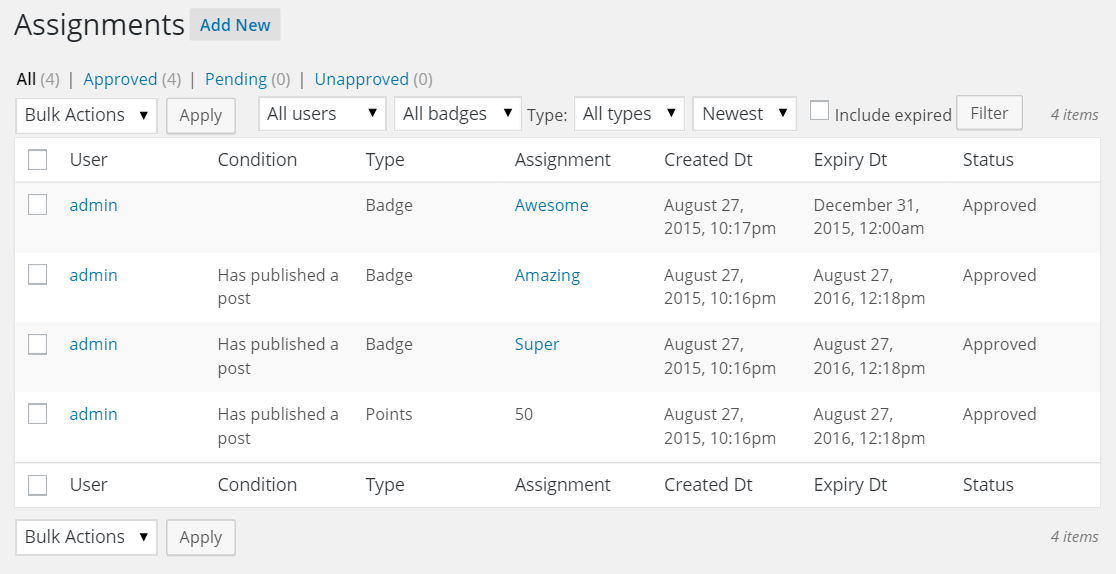 Assignments Add New
All (4) | Approved (4) | Pending (0) | Unapproved (0)
Bulk Actions Apply All users All badges Type: All types Newest Include expired Filter 4 items
User Condition Type Assignment Created Dt Expiry Dt Status
admin Badge Awesome August 27, December 31, Approved
2015, 10:17pm 2015, 12:00am
admin Has published a Badge Amazing August 27, August 27, Approved
post 2015, 10:16pm 2016, 12:18pm
admin Has published a Badge Super August 27, August 27, Approved
post 2015, 10:16pm 2016, 12:18pm
admin Has published a Points 50 August 27, August 27, Approved
post 2015, 10:16pm 2016, 12:18pm
User Condition Type Assignment Created Dt Expiry Dt Status
Bulk Actions Apply 4 items